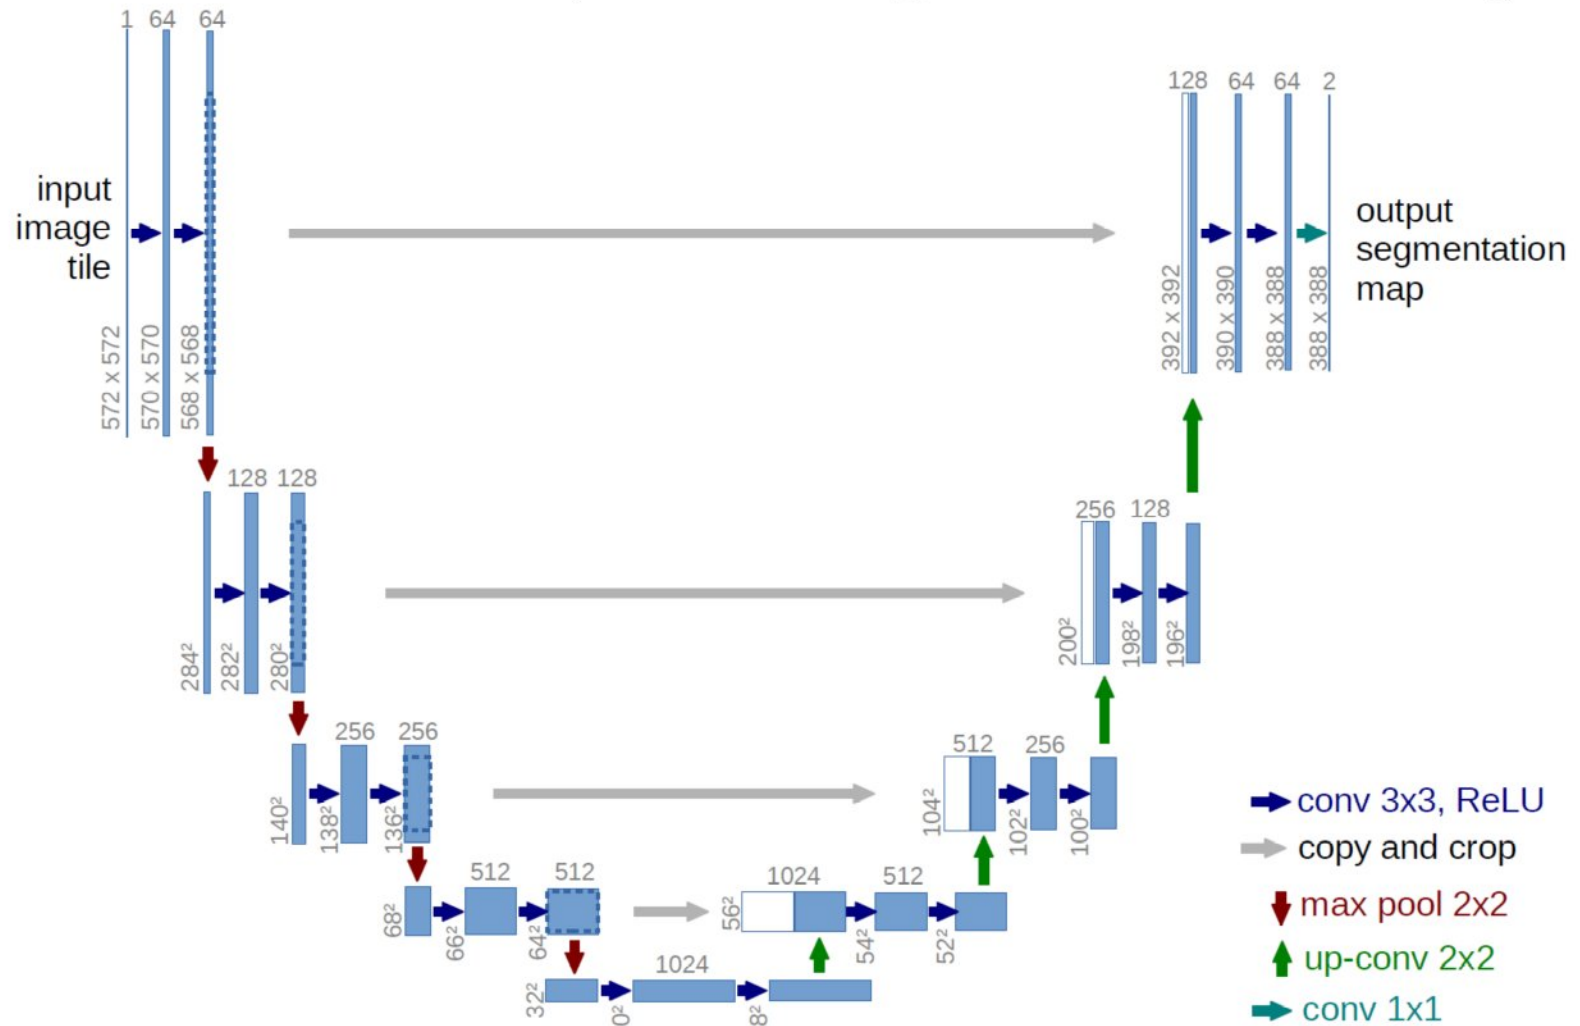 1 64 64
input
image
tile
572 x 572
570 x 570
568 x 568
128 64 64 2
output
segmentation
map
392 x 392
390 x 390
388 x 388
388 x 388
128 128
284²
282²
280²
256 128
200²
198²
196²
256 256
140²
138²
136²
512 256
104²
102²
100²
512 512
68²
66²
64²
1024 512
56²
54²
52²
1024
32²
0²
8²
conv 3x3, ReLU
copy and crop
max pool 2x2
up-conv 2x2
conv 1x1